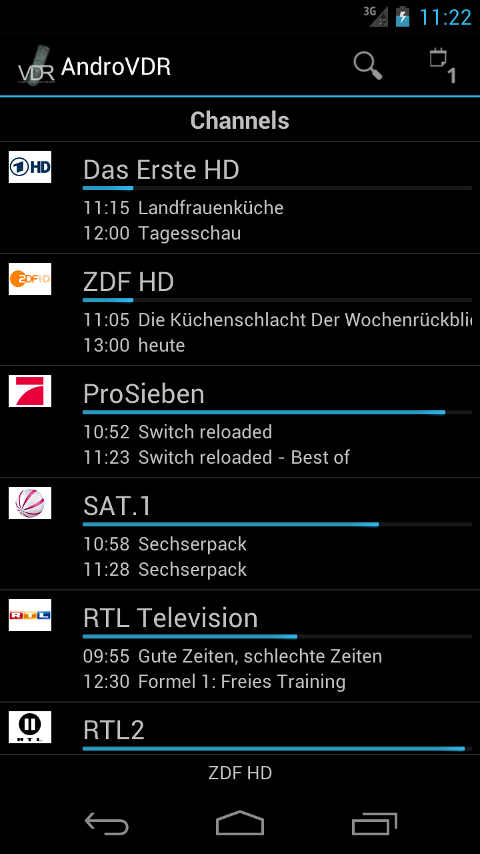 3G
11:22
VDR
AndroVDR
1
Channels
1 HD
Das Erste HD
11:15 Landfrauenküche
12:00 Tagesschau
ZDF HD
ZDF HD
11:05 Die Küchenschlacht Der Wochenrückbli
13:00 heute
7
ProSieben
10:52 Switch reloaded
11:23 Switch reloaded - Best of
SAT.1
10:58 Sechserpack
11:28 Sechserpack
RTL
RTL Television
09:55 Gute Zeiten, schlechte Zeiten
12:30 Formel 1: Freies Training
RTL
RTL2
ZDF HD